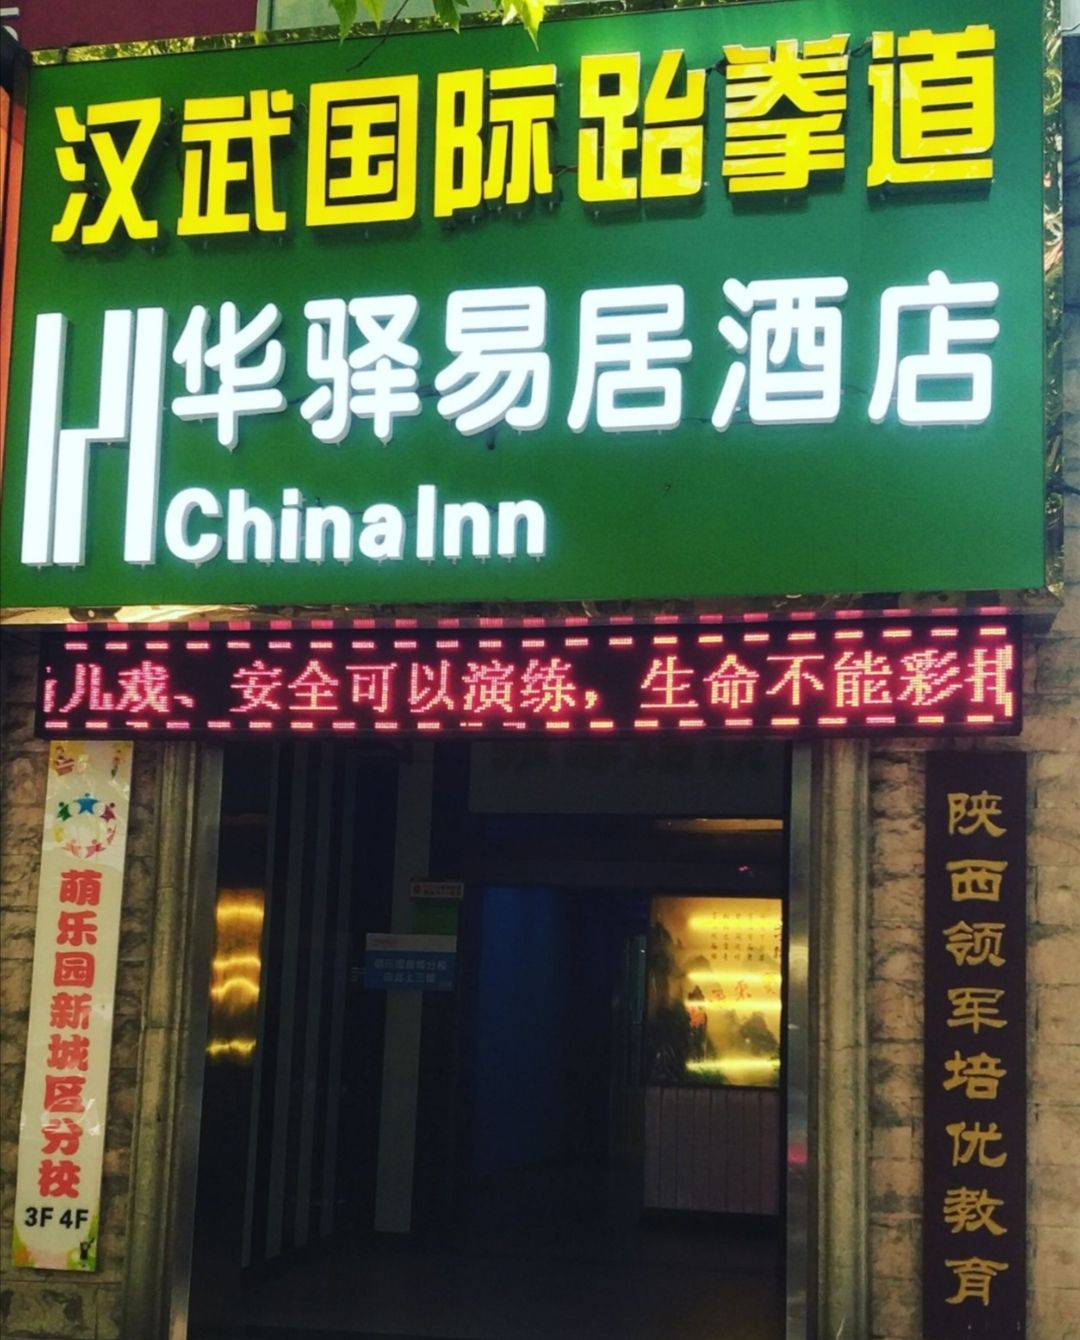 汉武国际跆拳道
华驿易居酒店
ChinaInn
儿戏、安全可以演练，生命不能彩
萌乐园新城区分校
3F 4F
陕西领军培优教育